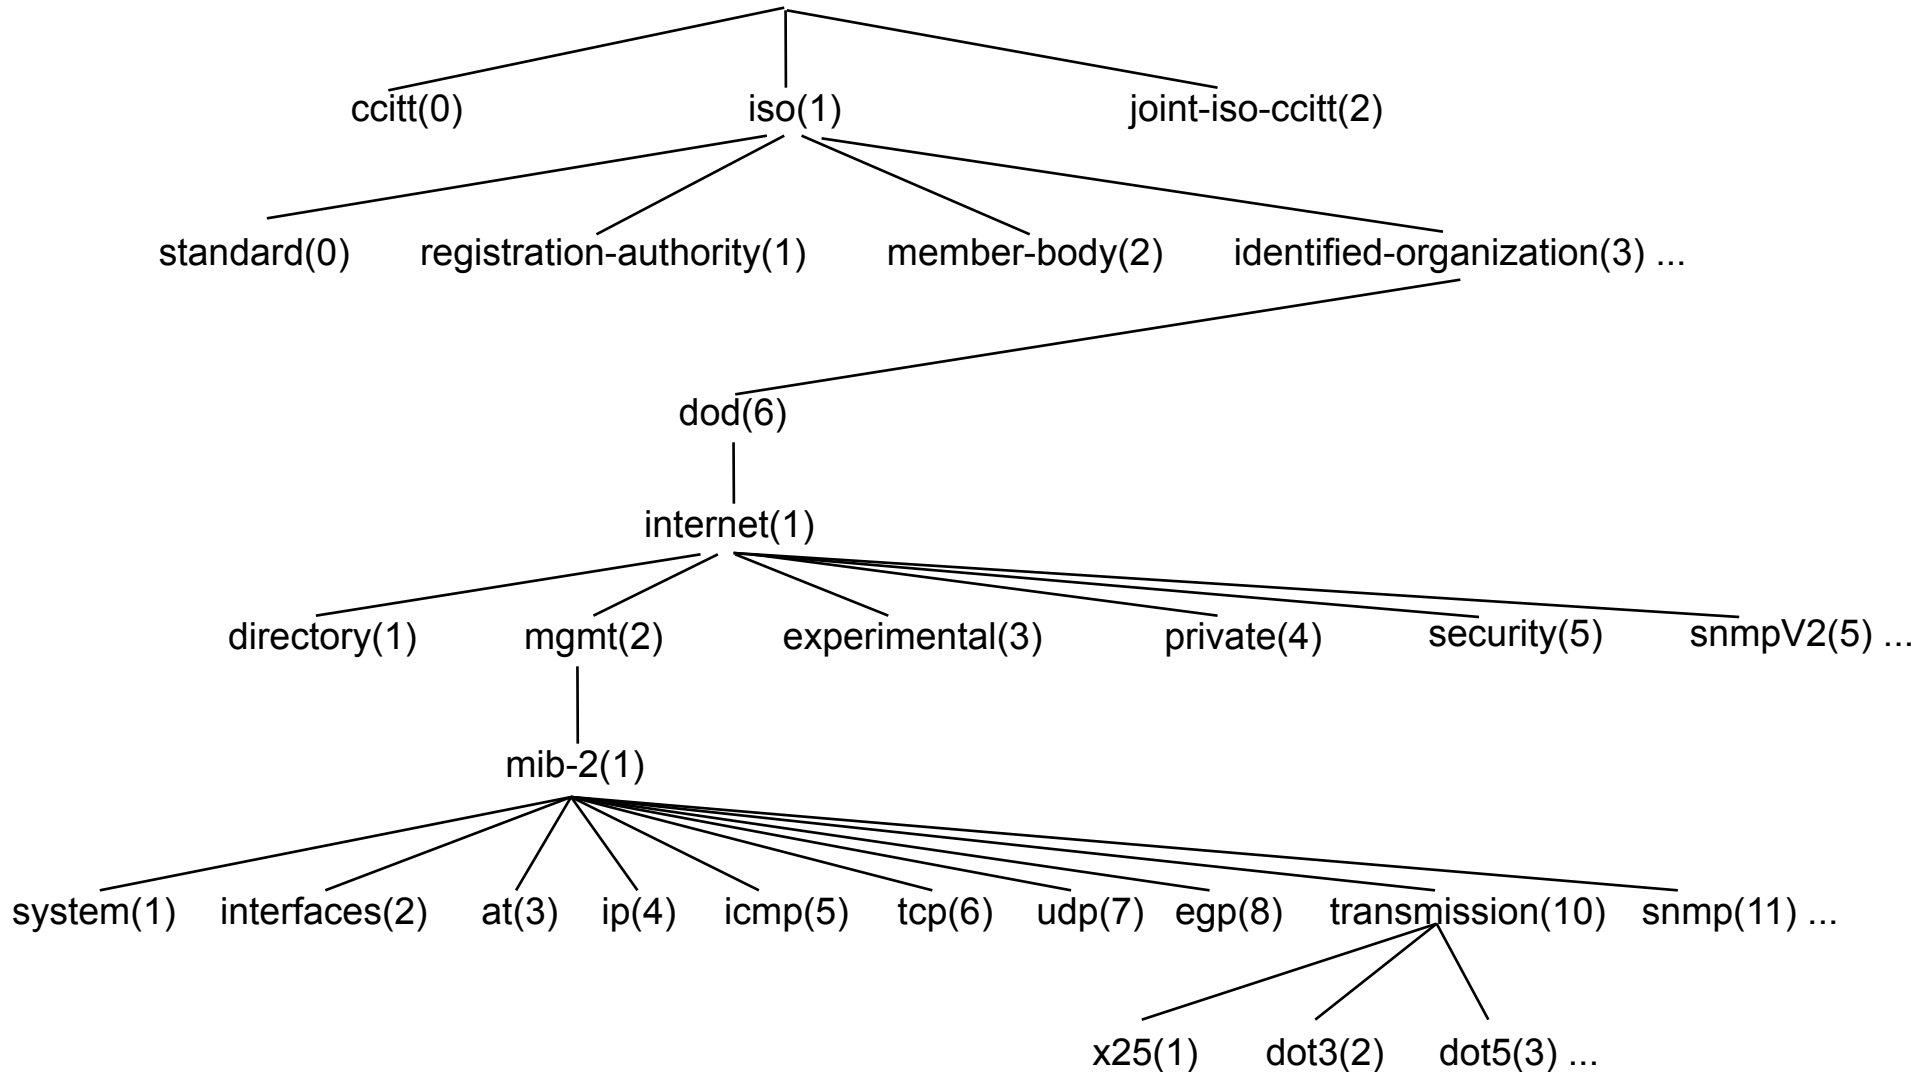 ccitt(0) iso(1) joint-iso-ccitt(2)
standard(0) registration-authority(1) member-body(2) identified-organization(3) ...
dod(6)
internet(1)
directory(1) mgmt(2) experimental(3) private(4) security(5) snmpV2(5) ...
mib-2(1)
system(1) interfaces(2) at(3) ip(4) icmp(5) tcp(6) udp(7) egp(8) transmission(10) snmp(11) ...
x25(1) dot3(2) dot5(3) ...